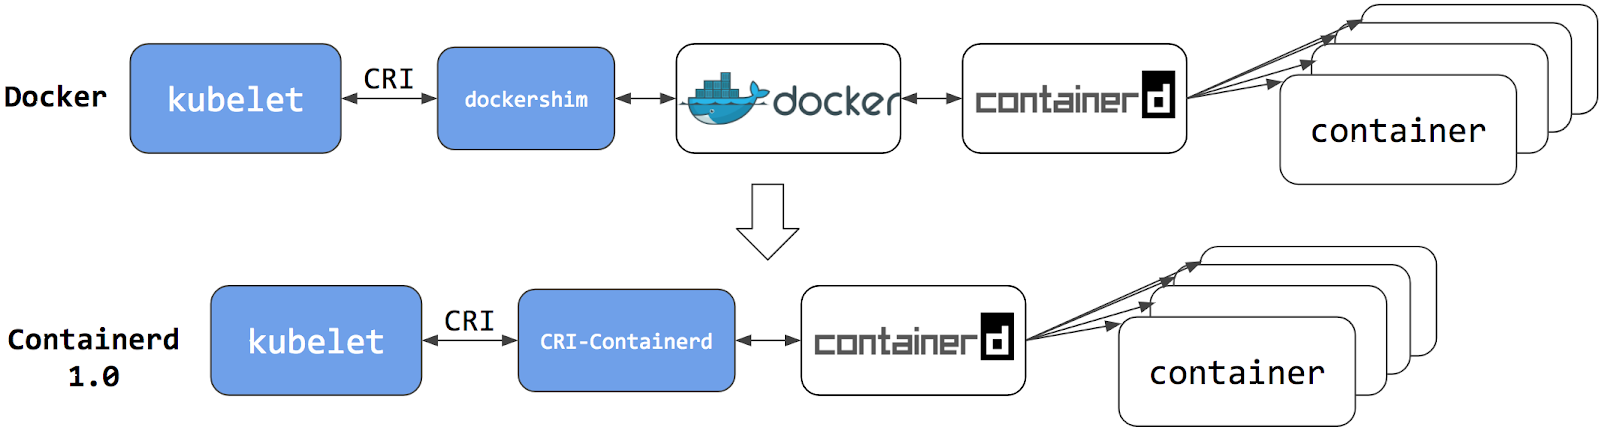 Docker
kubelet
CRI
dockershim
docker
containerd
container
Containerd
1.0
kubelet
CRI
CRI-Containerd
containerd
container